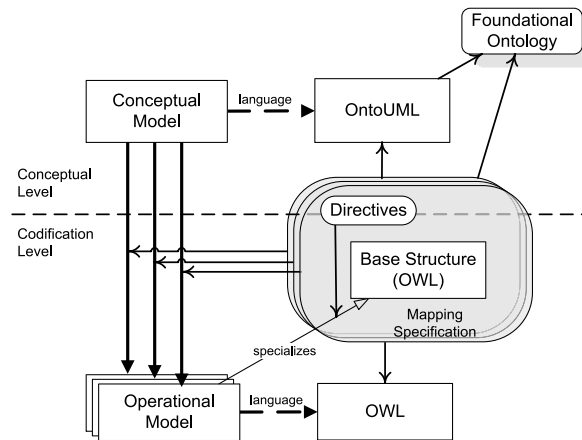 Foundational
Ontology
Conceptual
Model
language
OntoUML
Conceptual
Level
Directives
Codification
Level
Base Structure
(OWL)
Mapping
Specification
specializes
Operational
Model
language
OWL